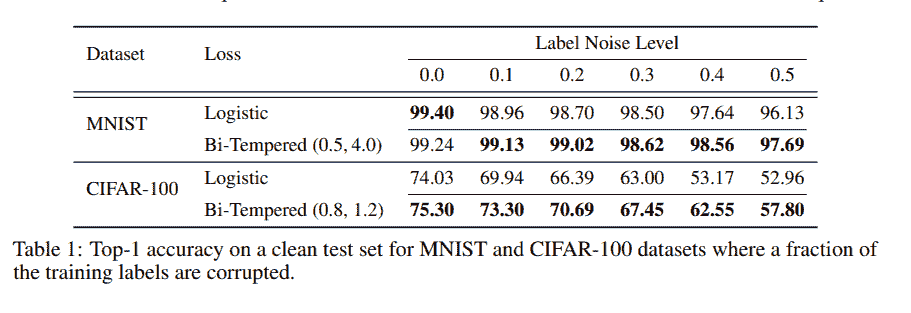 Label Noise Level
Dataset Loss
0.0 0.1 0.2 0.3 0.4 0.5
Logistic 99.40 98.96 98.70 98.50 97.64 96.13
MNIST
Bi-Tempered (0.5, 4.0) 99.24 99.13 99.02 98.62 98.56 97.69
Logistic 74.03 69.94 66.39 63.00 53.17 52.96
CIFAR-100
Bi-Tempered (0.8, 1.2) 75.30 73.30 70.69 67.45 62.55 57.80
Table 1: Top-1 accuracy on a clean test set for MNIST and CIFAR-100 datasets where a fraction of
the training labels are corrupted.